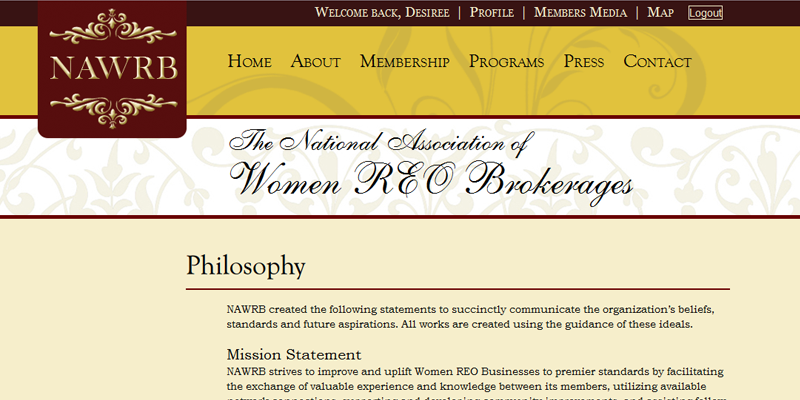 Welcome back, Desiree | Profile | Members Media | Map Logout
NAWRB
Home About Membership Programs Press Contact
The National Association of
Women REO Brokerages
Philosophy
NAWRB created the following statements to succinctly communicate the organization's beliefs,
standards and future aspirations. All works are created using the guidance of these ideals.
Mission Statement
NAWRB strives to improve and uplift Women REO Businesses to premier standards by facilitating
the exchange of valuable experience and knowledge between its members, utilizing available